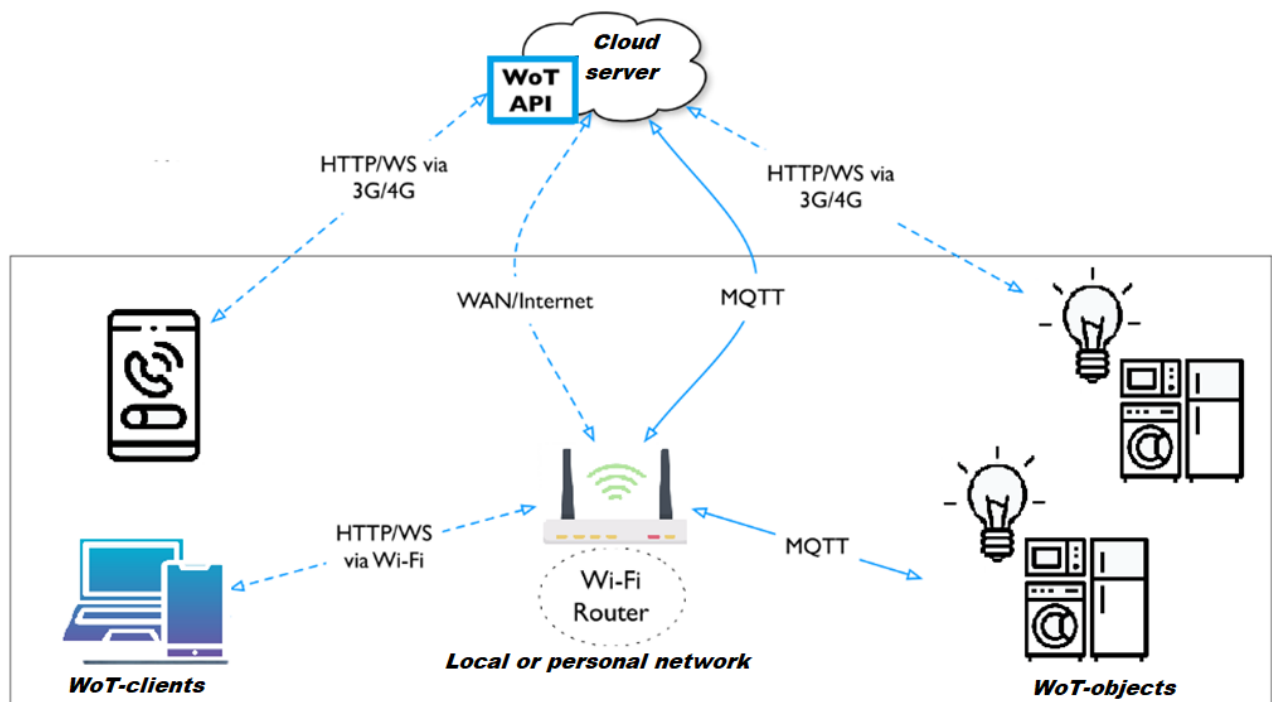 Cloud
server
WoT
API
HTTP/WS via
3G/4G
HTTP/WS via
3G/4G
WAN/Internet
MQTT
HTTP/WS
via Wi-Fi
MQTT
Wi-Fi
Router
Local or personal network
WoT-clients
WoT-objects